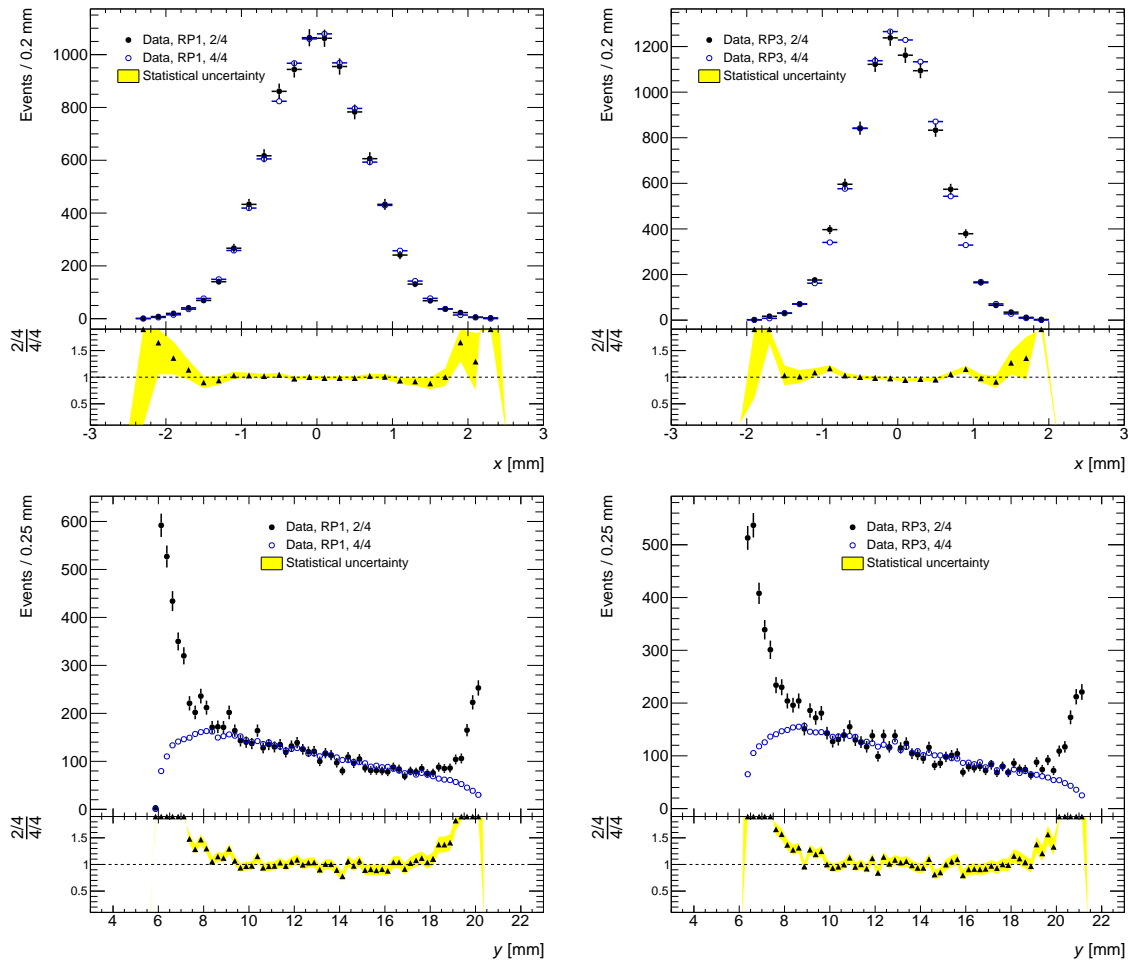 Events / 0.2 mm
Data, RP1, 2/4
Data, RP1, 4/4
Statistical uncertainty
1000
800
600
400
200
0
2/4
4/4
1.5
1
0.5
-3 -2 -1 0 1 2 3
x [mm]
Events / 0.2 mm
Data, RP3, 2/4
Data, RP3, 4/4
Statistical uncertainty
1200
1000
800
600
400
200
0
2/4
4/4
1.5
1
0.5
-3 -2 -1 0 1 2 3
x [mm]
Events / 0.25 mm
Data, RP1, 2/4
Data, RP1, 4/4
Statistical uncertainty
600
500
400
300
200
100
0
2/4
4/4
1.5
1
0.5
4 6 8 10 12 14 16 18 20 22
y [mm]
Events / 0.25 mm
Data, RP3, 2/4
Data, RP3, 4/4
Statistical uncertainty
500
400
300
200
100
0
2/4
4/4
1.5
1
0.5
4 6 8 10 12 14 16 18 20 22
y [mm]